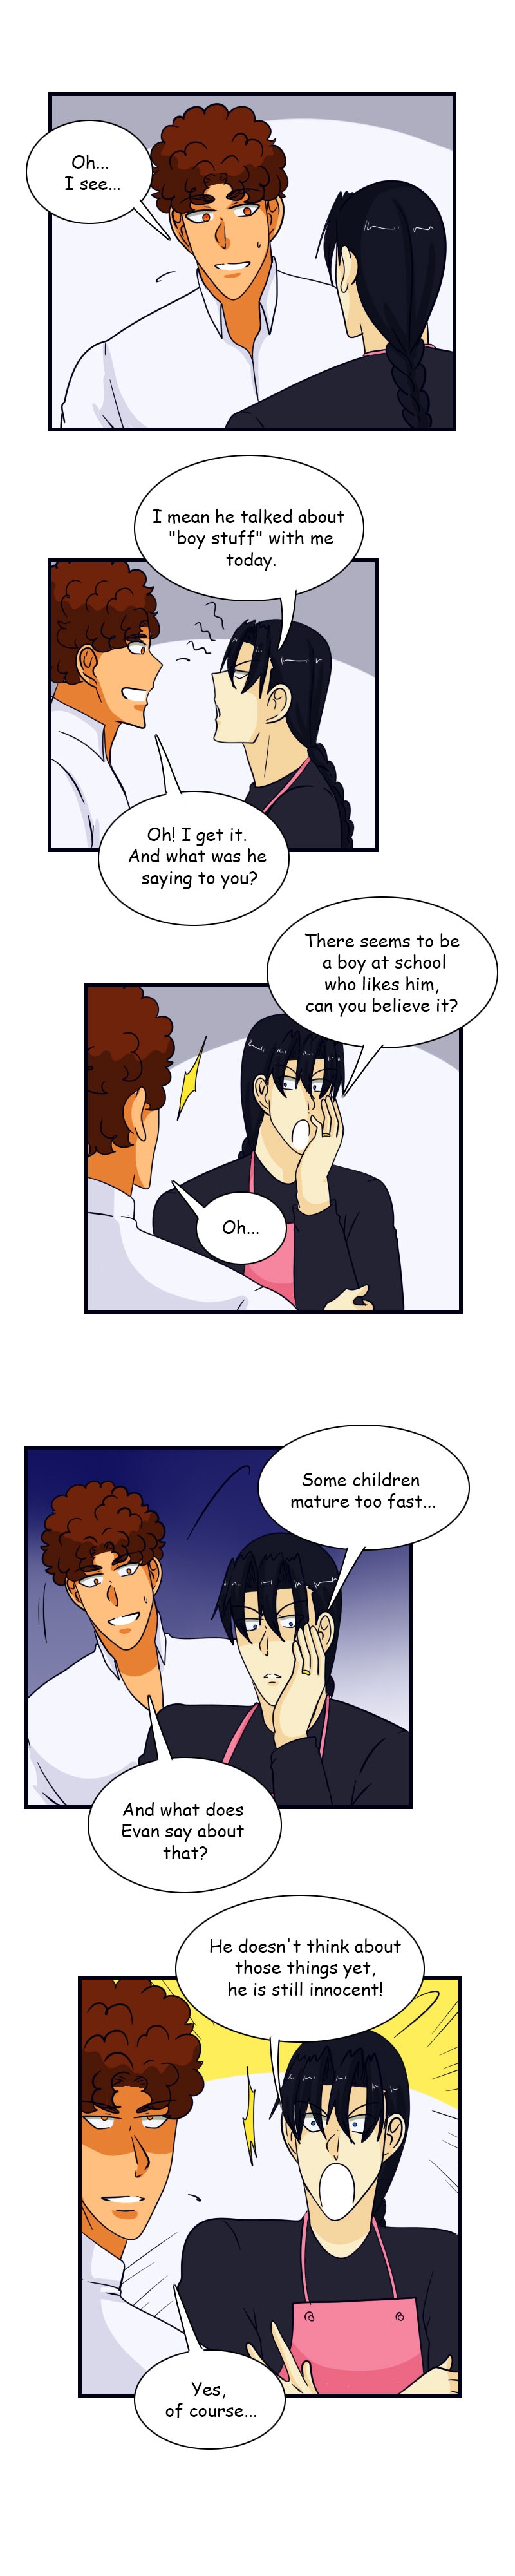 Oh...
I see...
I mean he talked about
"boy stuff" with me
today.
Oh! I get it.
And what was he
saying to you?
There seems to be
a boy at school
who likes him,
can you believe it?
Oh...
Some children
mature too fast...
And what does
Evan say about
that?
He doesn't think about
those things yet,
he is still innocent!
Yes,
of course...